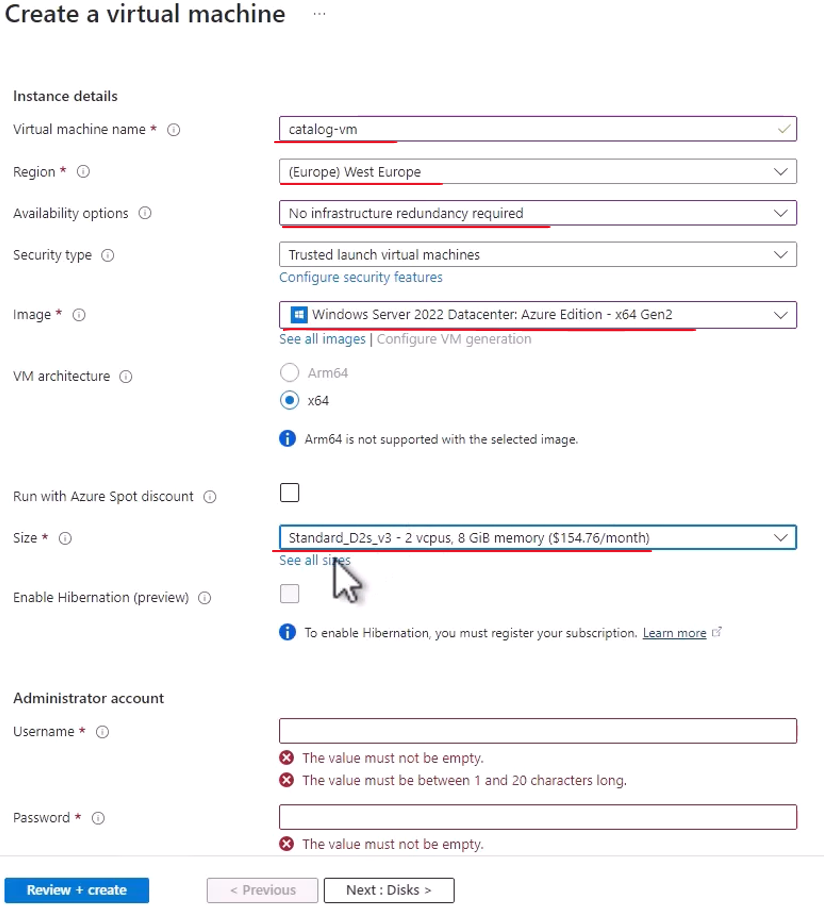 Create a virtual machine ...
Instance details
Virtual machine name * catalog-vm
Region * (Europe) West Europe
Availability options No infrastructure redundancy required
Security type Trusted launch virtual machines
Configure security features
Image * Windows Server 2022 Datacenter: Azure Edition - x64 Gen2
See all images | Configure VM generation
VM architecture Arm64
x64
Arm64 is not supported with the selected image.
Run with Azure Spot discount
Size * Standard_D2s_v3 - 2 vcpus, 8 GiB memory ($154.76/month)
See all sizes
Enable Hibernation (preview)
To enable Hibernation, you must register your subscription. Learn more
Administrator account
Username *
The value must not be empty.
The value must be between 1 and 20 characters long.
Password *
The value must not be empty.
Review + create < Previous Next : Disks >